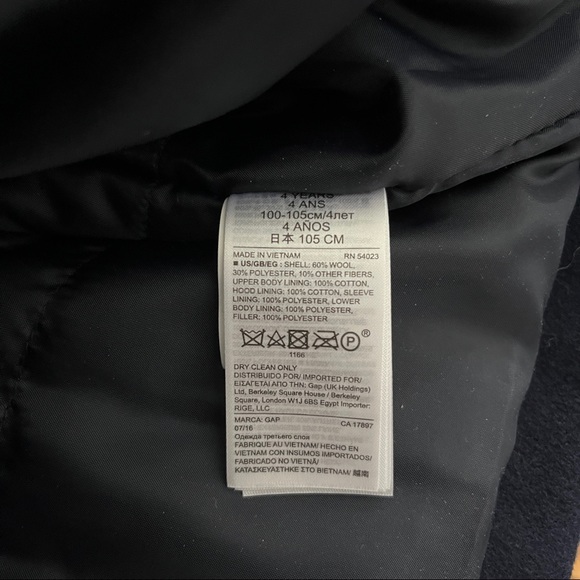 4 YEARS
4 ANS
100-105см/4лет
4 AÑOS
日本 105 CM
MADE IN VIETNAM RN 54023
■ US/GB/EG : SHELL: 60% WOOL,
30% POLYESTER, 10% OTHER FIBERS,
UPPER BODY LINING: 100% COTTON,
HOOD LINING: 100% COTTON, SLEEVE
LINING: 100% POLYESTER, LOWER
BODY LINING: 100% POLYESTER,
FILLER: 100% POLYESTER
P ®
1166
DRY CLEAN ONLY
DISTRIBUIDO POR/ IMPORTED FOR/
ΕΙΣΑΓΕΤΑΙ ΑΠΟ ΤΗΝ: Gap (UK Holdings)
Ltd, Berkeley Square House / Berkeley
Square, London W1J 6BS Egypt Importer:
RIGE, LLC
MARCA: GAP CA 17897
07/16
Одежда третьего слоя
FABRIQUÉ AU VIETNAM/ HECHO EN
VIETNAM CON INSUMOS IMPORTADOS/
FABRICADO NO VIETNÃ/
ΚΑΤΑΣΚΕΥΑΣΤΗΚΕ ΣΤΟ ΒΙΕΤΝΑΜ/ 越南